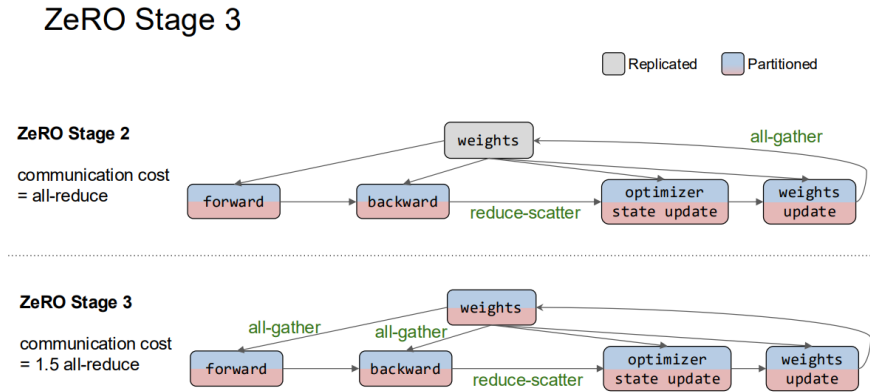 ZeRO Stage 3
Replicated
Partitioned
ZeRO Stage 2
communication cost
= all-reduce
weights
all-gather
forward
backward
reduce-scatter
optimizer
state update
weights
update
ZeRO Stage 3
communication cost
= 1.5 all-reduce
weights
all-gather
all-gather
forward
backward
reduce-scatter
optimizer
state update
weights
update